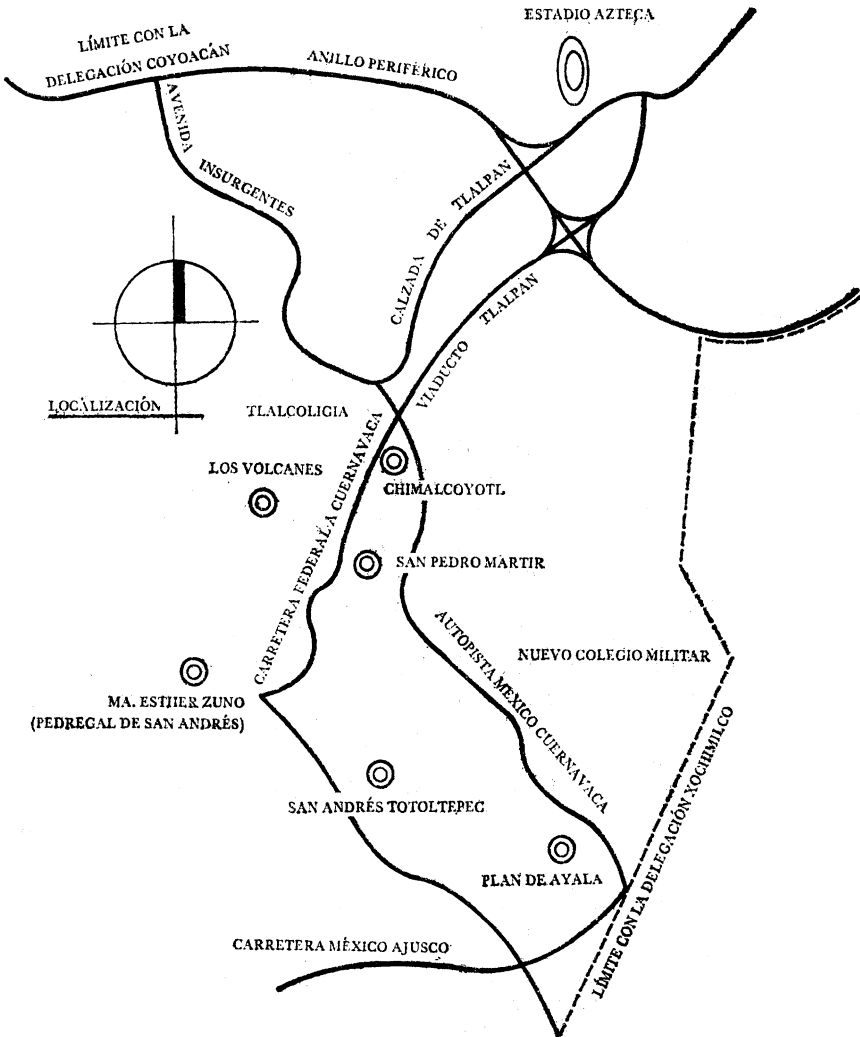 ESTADIO AZTECA
LÍMITE CON LA
DELEGACIÓN COYOACÁN
ANILLO PERIFÉRICO
AVENIDA
INSURGENTES
CALZADA DE TLALPAN
VIADUCTO TLALPAN
LOCALIZACIÓN
TLALCOLIGIA
LOS VOLCANES
CARRETERA FEDERAL A CUERNAVACA
CHIMALCOYOTL
SAN PEDRO MÁRTIR
AUTOPISTA MÉXICO CUERNAVACA
NUEVO COLEGIO MILITAR
MA. ESTHER ZUNO
(PEDREGAL DE SAN ANDRÉS)
SAN ANDRÉS TOTOLTEPEC
PLAN DE AYALA
LÍMITE CON LA DELEGACIÓN XOCHIMILCO
CARRETERA MÉXICO AJUSCO